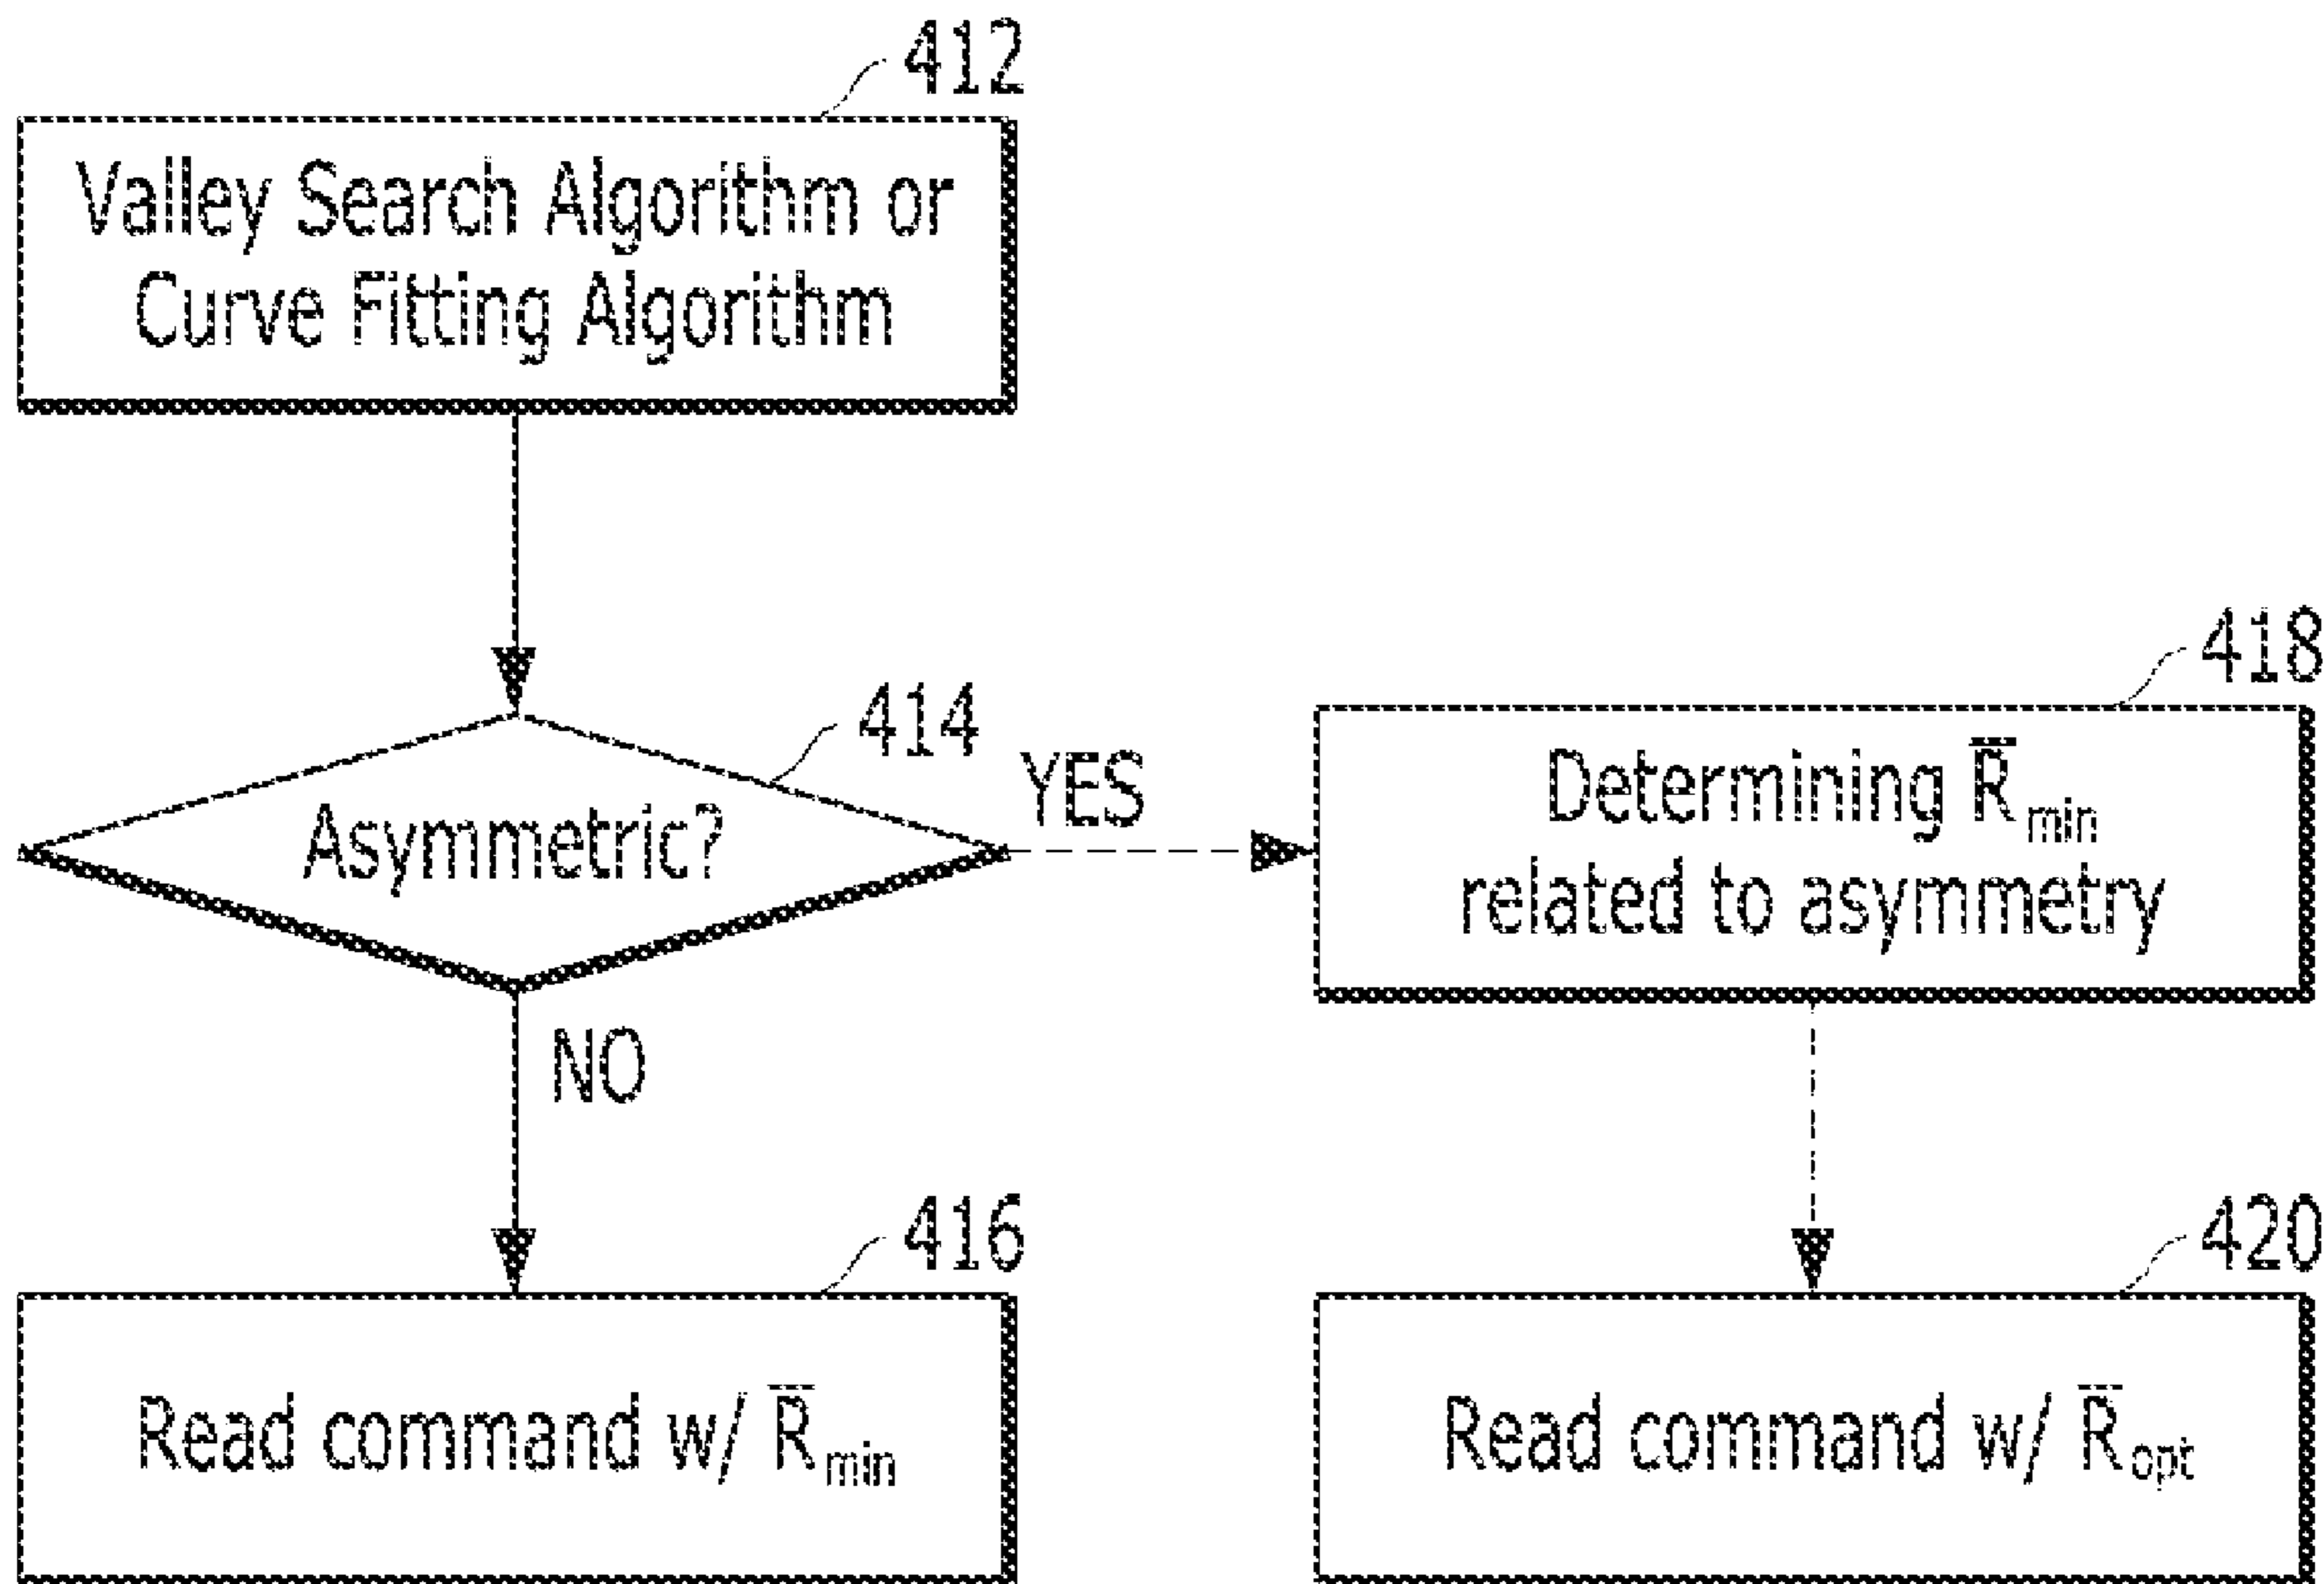 412
Valley Search Algorithm or
Curve Fitting Algorithm
414
Asymmetric?
YES
418
Determining R̅min
related to asymmetry
NO
416
Read command w/ R̅min
420
Read command w/ R̅opt